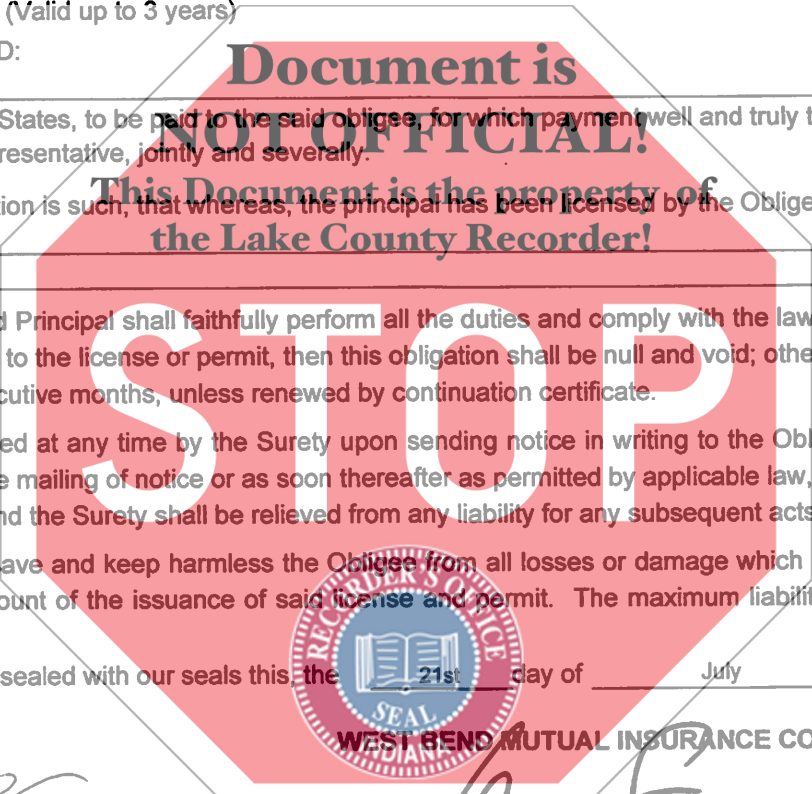 (Valid up to 3 years)
D:
Document is
States, to be paid to the said obligee, for which payment well and truly t
NOT OFFICIAL!
resentative, jointly and severally.
This Document is the property of
tion is such, that whereas, the principal has been licensed by the Oblige
the Lake County Recorder!
d Principal shall faithfully perform all the duties and comply with the law
to the license or permit, then this obligation shall be null and void; othe
cutive months, unless renewed by continuation certificate.
STOP
ed at any time by the Surety upon sending notice in writing to the Obl
e mailing of notice or as soon thereafter as permitted by applicable law,
nd the Surety shall be relieved from any liability for any subsequent acts
ave and keep harmless the Obligee from all losses or damage which
ount of the issuance of said license and permit. The maximum liabilit
RECORDER'S OFFICE
sealed with our seals this, the 21st day of July
SEAL
INDIANA
WEST BEND MUTUAL INSURANCE CO